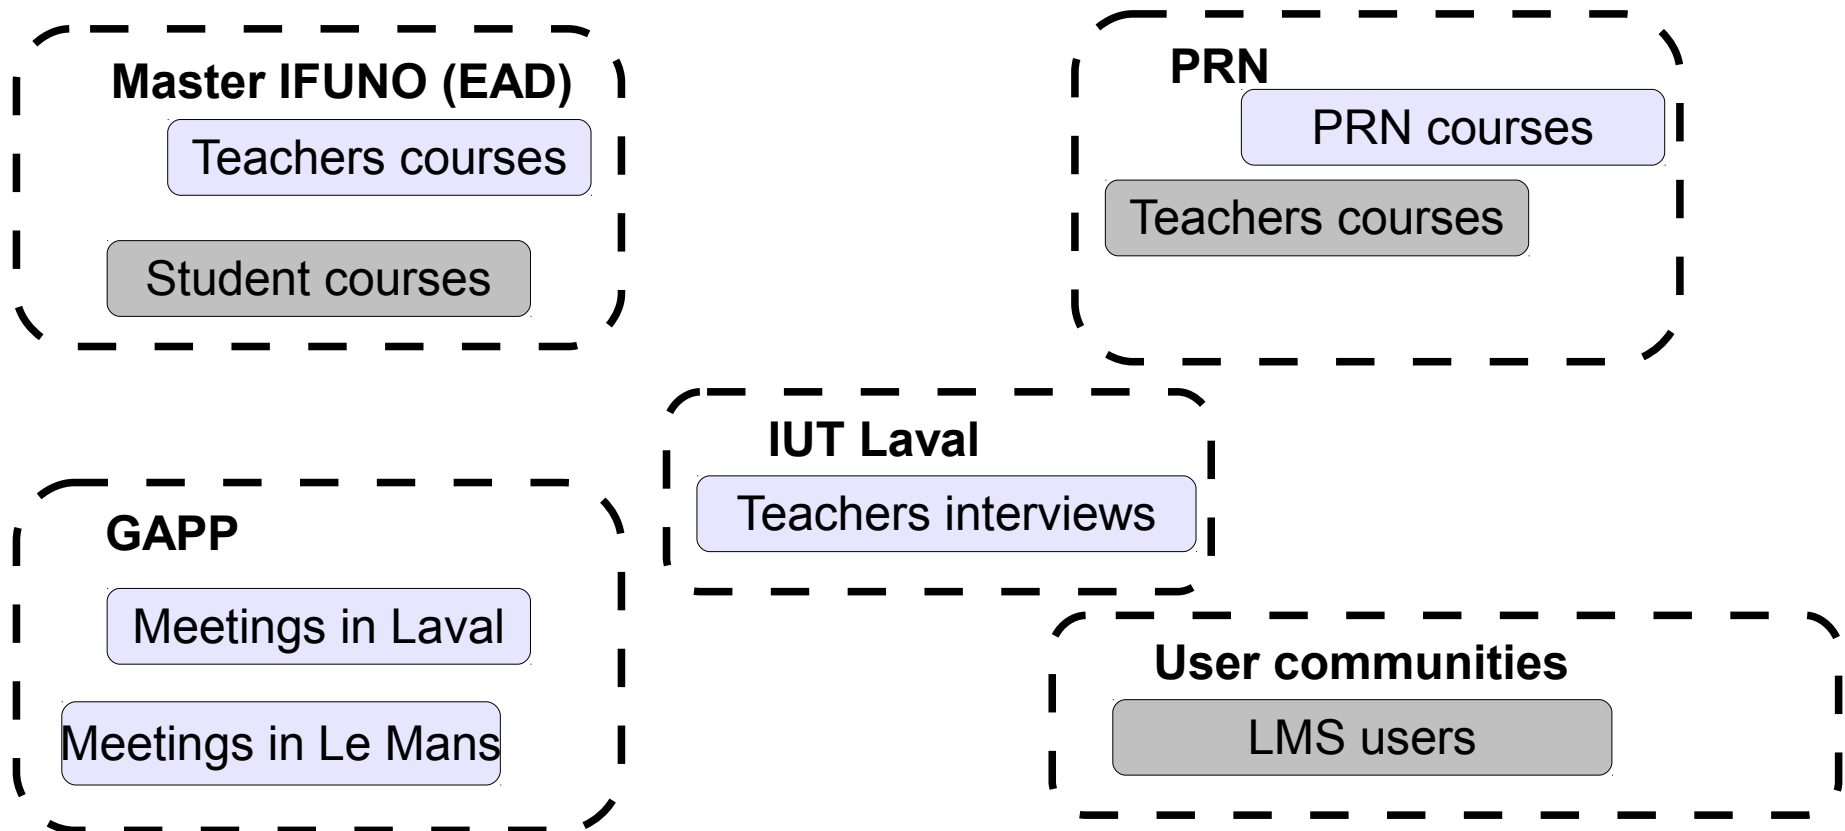 Master IFUNO (EAD)
Teachers courses
Student courses
PRN
PRN courses
Teachers courses
IUT Laval
Teachers interviews
GAPP
Meetings in Laval
Meetings in Le Mans
User communities
LMS users